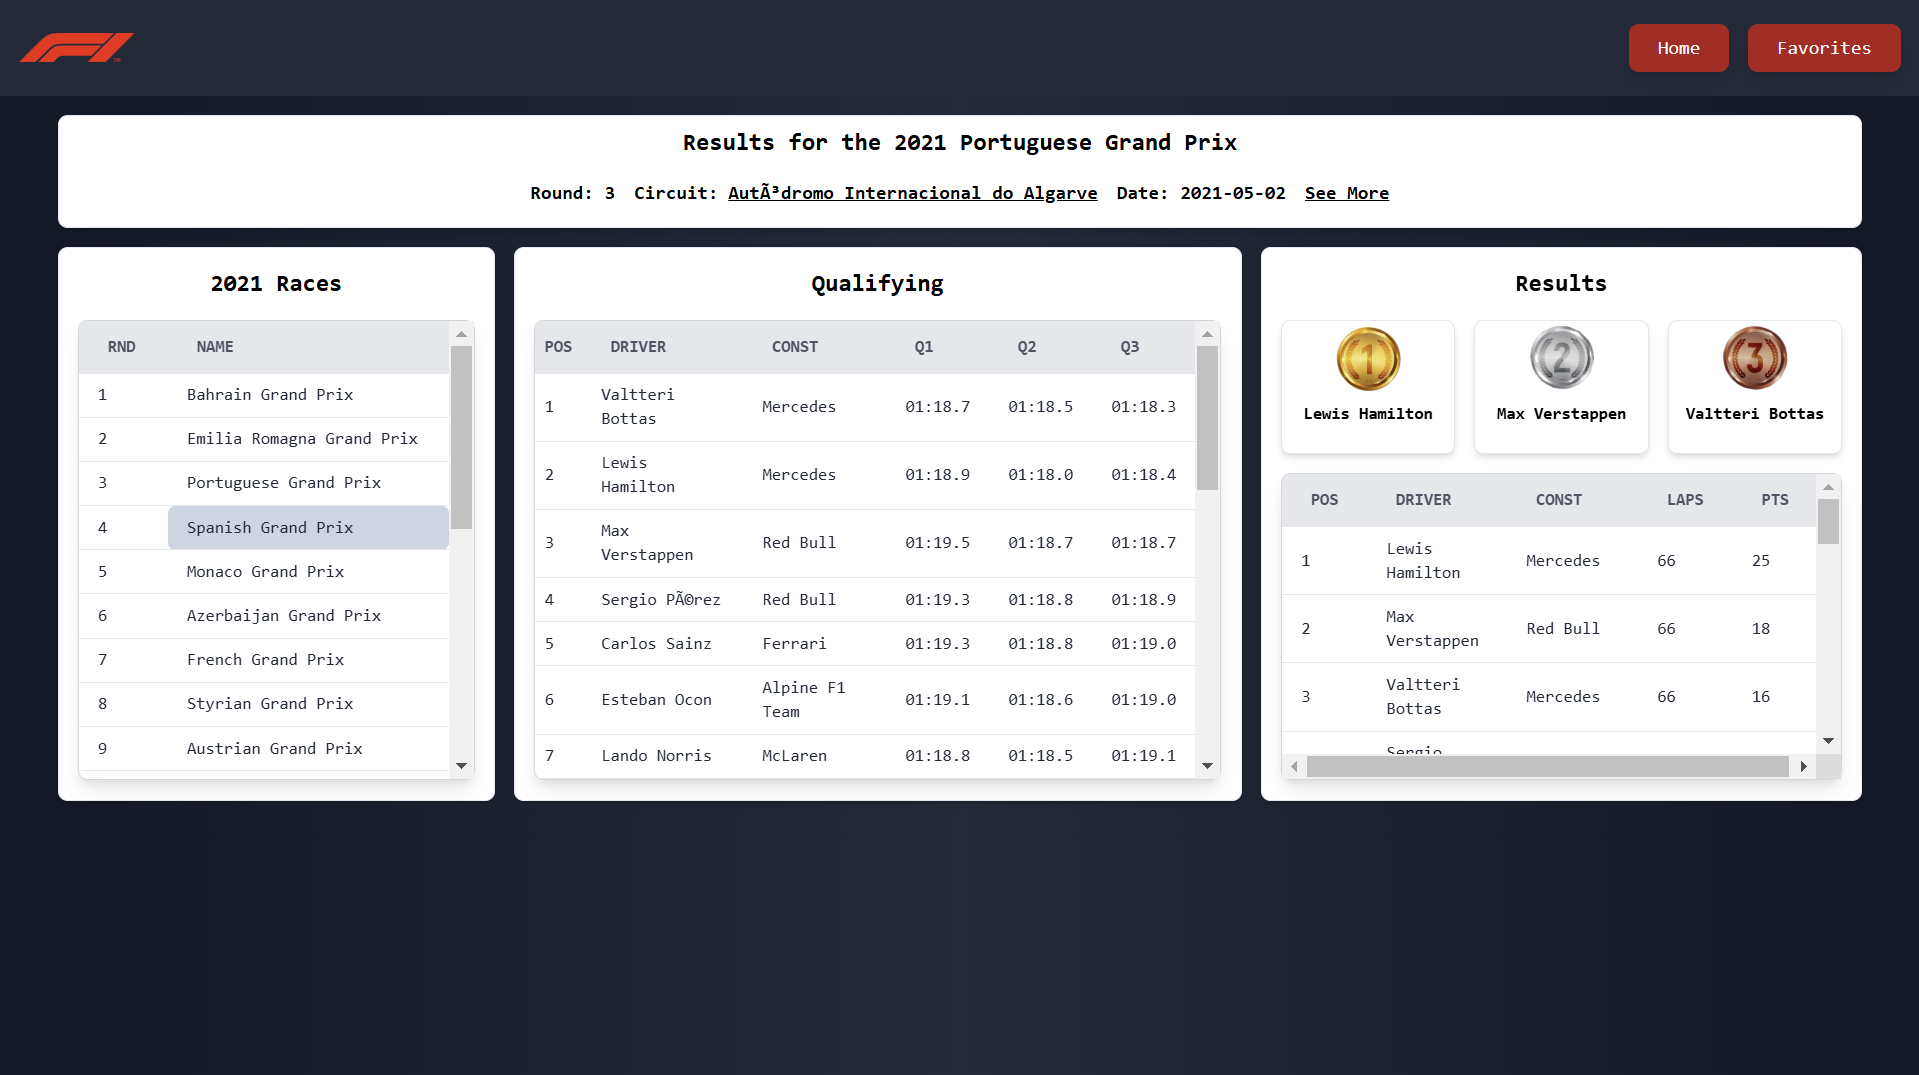 F1
Home
Favorites
Results for the 2021 Portuguese Grand Prix
Round: 3 Circuit: AutÃ³dromo Internacional do Algarve Date: 2021-05-02 See More
2021 Races
RND NAME
1 Bahrain Grand Prix
2 Emilia Romagna Grand Prix
3 Portuguese Grand Prix
4 Spanish Grand Prix
5 Monaco Grand Prix
6 Azerbaijan Grand Prix
7 French Grand Prix
8 Styrian Grand Prix
9 Austrian Grand Prix
Qualifying
POS DRIVER CONST Q1 Q2 Q3
1 Valtteri Bottas Mercedes 01:18.7 01:18.5 01:18.3
2 Lewis Hamilton Mercedes 01:18.9 01:18.0 01:18.4
3 Max Verstappen Red Bull 01:19.5 01:18.7 01:18.7
4 Sergio PÃ©rez Red Bull 01:19.3 01:18.8 01:18.9
5 Carlos Sainz Ferrari 01:19.3 01:18.8 01:19.0
6 Esteban Ocon Alpine F1 Team 01:19.1 01:18.6 01:19.0
7 Lando Norris McLaren 01:18.8 01:18.5 01:19.1
Results
1 2 3
Lewis Hamilton Max Verstappen Valtteri Bottas
POS DRIVER CONST LAPS PTS
1 Lewis Hamilton Mercedes 66 25
2 Max Verstappen Red Bull 66 18
3 Valtteri Bottas Mercedes 66 16
Sergio